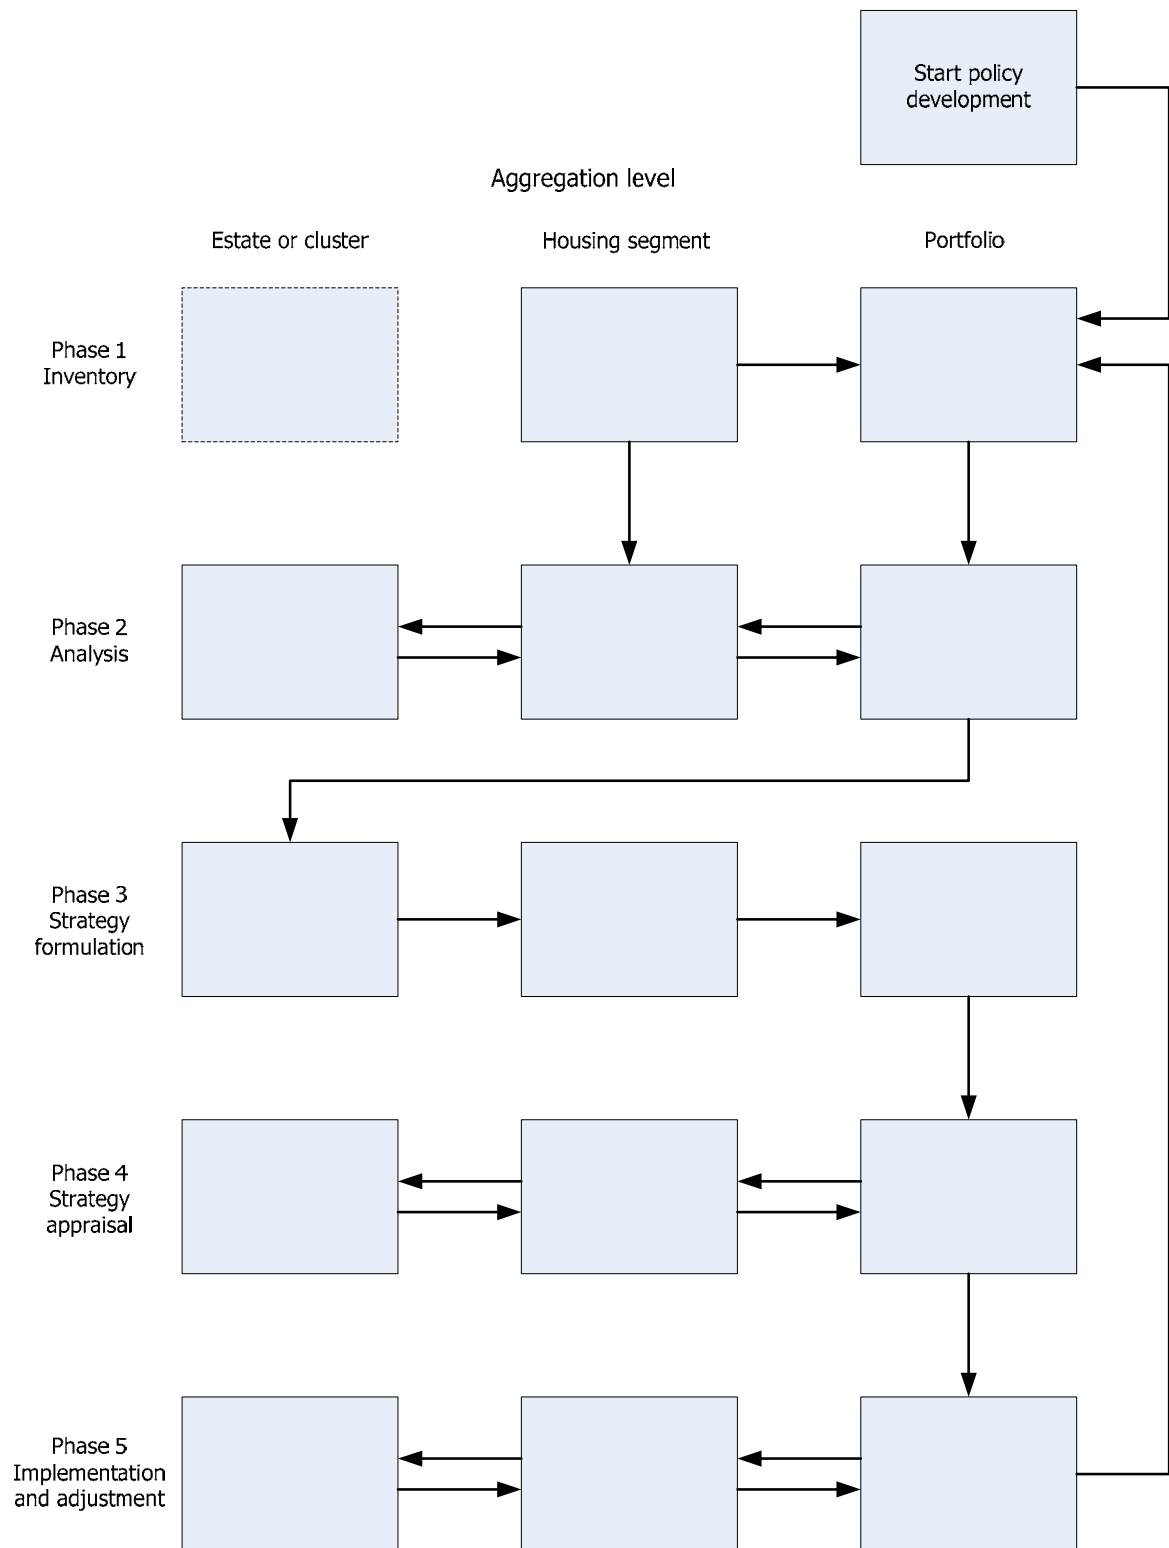 Start policy
development
Aggregation level
Estate or cluster
Housing segment
Portfolio
Phase 1
Inventory
Phase 2
Analysis
Phase 3
Strategy
formulation
Phase 4
Strategy
appraisal
Phase 5
Implementation
and adjustment